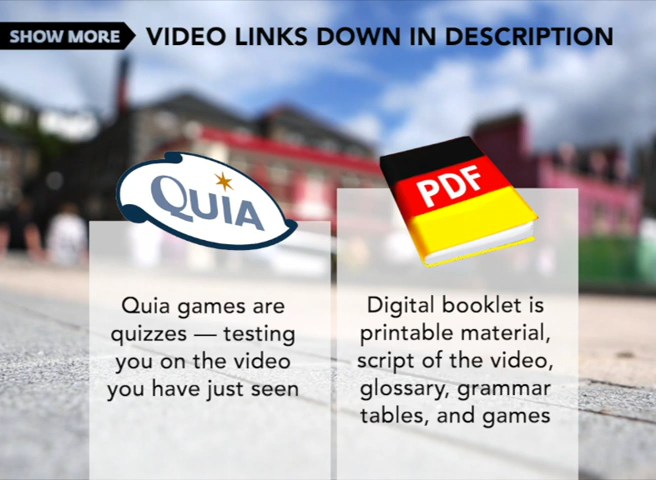 SHOW MORE
VIDEO LINKS DOWN IN DESCRIPTION
QUIA
Quia games are
quizzes — testing
you on the video
you have just seen
PDF
Digital booklet is
printable material,
script of the video,
glossary, grammar
tables, and games